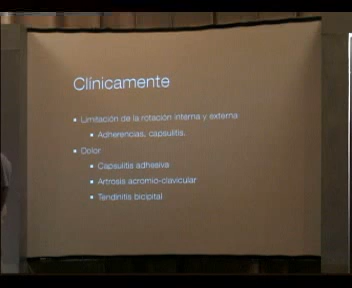 Clínicamente
Limitación de la rotación interna y externa
Adherencias, capsulitis.
Dolor
Capsulitis adhesiva
Artrosis acromio-clavicular
Tendinitis bicipital